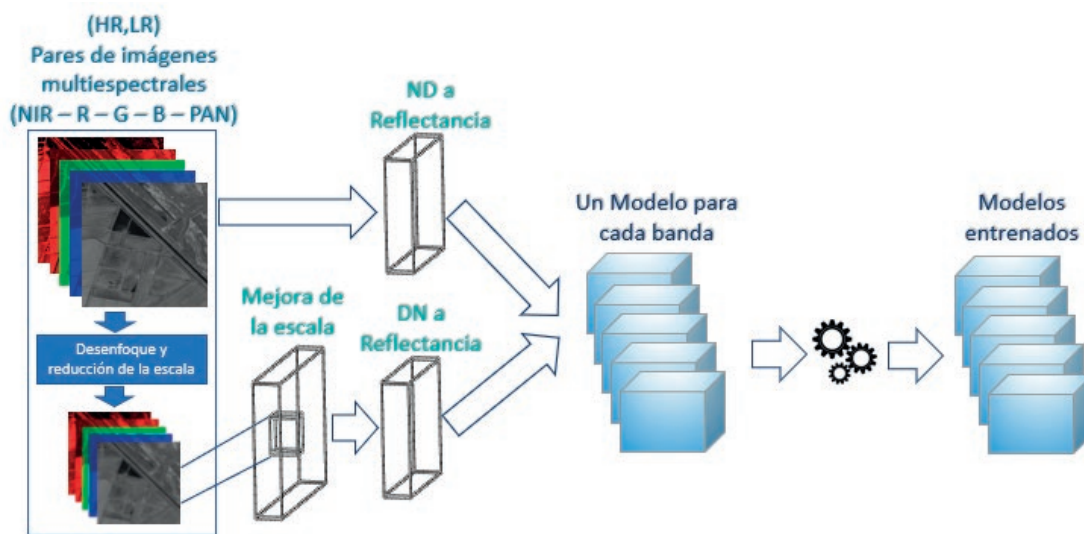 (HR,LR)
Pares de imágenes
multiespectrales
(NIR – R – G – B – PAN)
ND a
Reflectancia
Desenfoque y
reducción de la escala
Mejora de
la escala
DN a
Reflectancia
Un Modelo para
cada banda
Modelos
entrenados